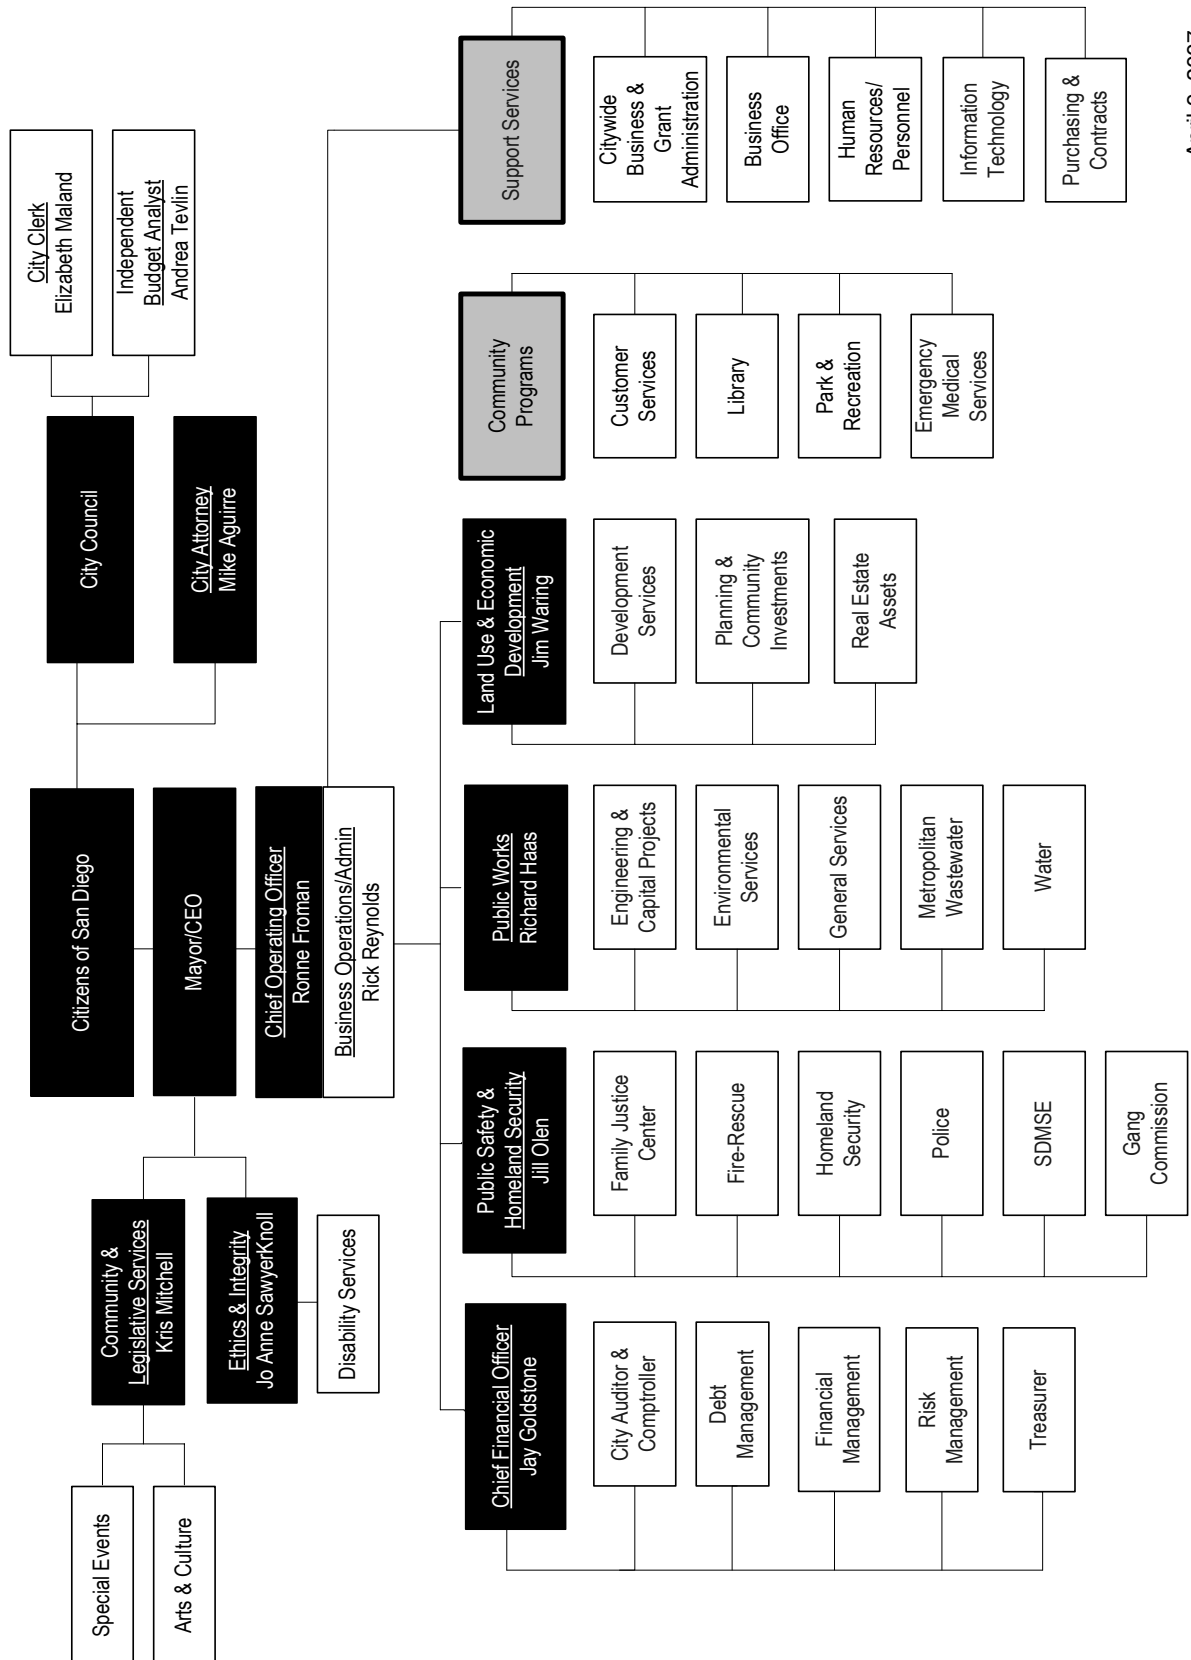 Citizens of San Diego
City Council
City Clerk
Elizabeth Maland
Independent
Budget Analyst
Andrea Tevlin
City Attorney
Mike Aguirre
Mayor/CEO
Chief Operating Officer
Ronne Froman
Business Operations/Admin
Rick Reynolds
Special Events
Arts & Culture
Community &
Legislative Services
Kris Mitchell
Ethics & Integrity
Jo Anne SawyerKnoll
Disability Services
Chief Financial Officer
Jay Goldstone
City Auditor &
Comptroller
Debt
Management
Financial
Management
Risk
Management
Treasurer
Public Safety &
Homeland Security
Jill Olen
Family Justice
Center
Fire-Rescue
Homeland
Security
Police
SDMSE
Gang
Commission
Public Works
Richard Haas
Engineering &
Capital Projects
Environmental
Services
General Services
Metropolitan
Wastewater
Water
Land Use & Economic
Development
Jim Waring
Development
Services
Planning &
Community
Investments
Real Estate
Assets
Community
Programs
Customer
Services
Library
Park &
Recreation
Emergency
Medical
Services
Support Services
Citywide
Business &
Grant
Administration
Business
Office
Human
Resources/
Personnel
Information
Technology
Purchasing &
Contracts